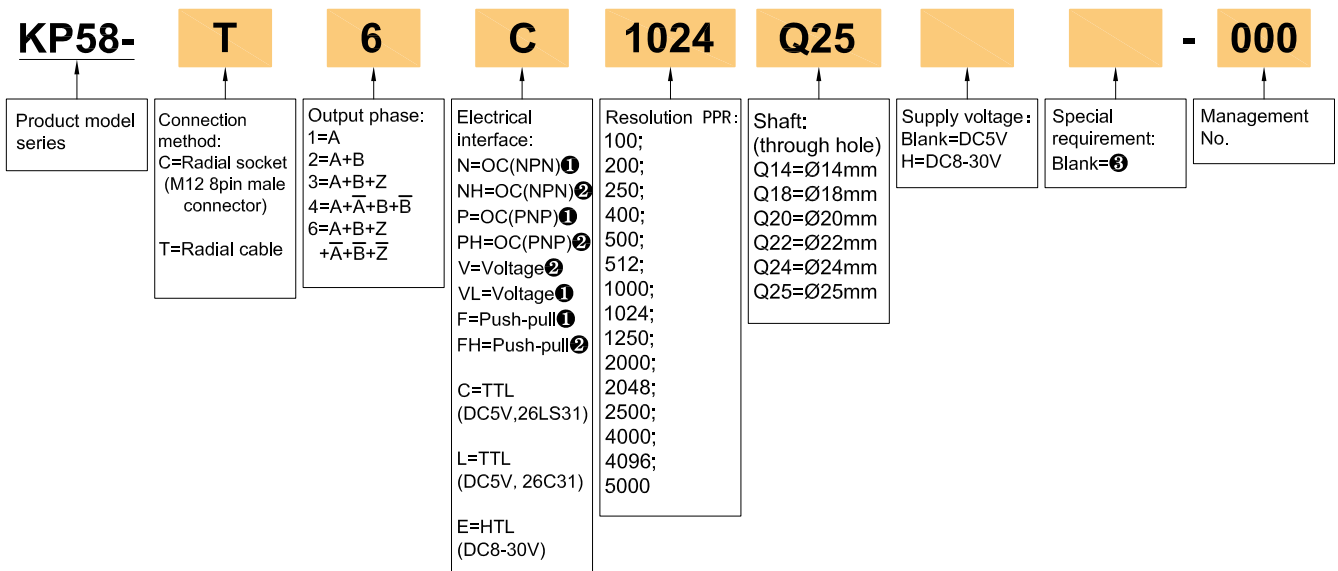 KP58- T 6 C 1024 Q25 - 000
Product model
series
Connection
method:
C=Radial socket
(M12 8pin male
connector)
T=Radial cable
Output phase:
1=A
2=A+B
3=A+B+Z
4=A+A̅+B+B̅
6=A+B+Z
+A̅+B̅+Z̅
Electrical
interface:
N=OC(NPN)❶
NH=OC(NPN)❷
P=OC(PNP)❶
PH=OC(PNP)❷
V=Voltage❷
VL=Voltage❶
F=Push-pull❶
FH=Push-pull❷
C=TTL
(DC5V,26LS31)
L=TTL
(DC5V, 26C31)
E=HTL
(DC8-30V)
Resolution PPR:
100;
200;
250;
400;
500;
512;
1000;
1024;
1250;
2000;
2048;
2500;
4000;
4096;
5000
Shaft:
(through hole)
Q14=Ø14mm
Q18=Ø18mm
Q20=Ø20mm
Q22=Ø22mm
Q24=Ø24mm
Q25=Ø25mm
Supply voltage:
Blank=DC5V
H=DC8-30V
Special
requirement:
Blank=❸
Management
No.